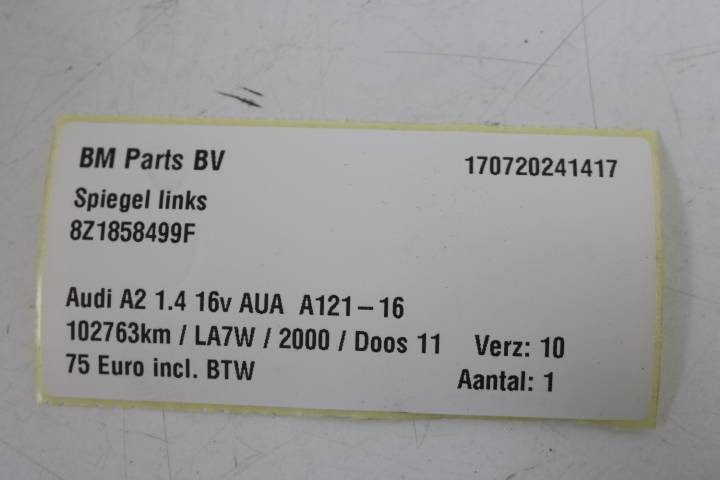 BM Parts BV 170720241417
Spiegel links
8Z1858499F
Audi A2 1.4 16v AUA A121-16
102763km / LA7W / 2000 / Doos 11 Verz: 10
75 Euro incl. BTW Aantal: 1